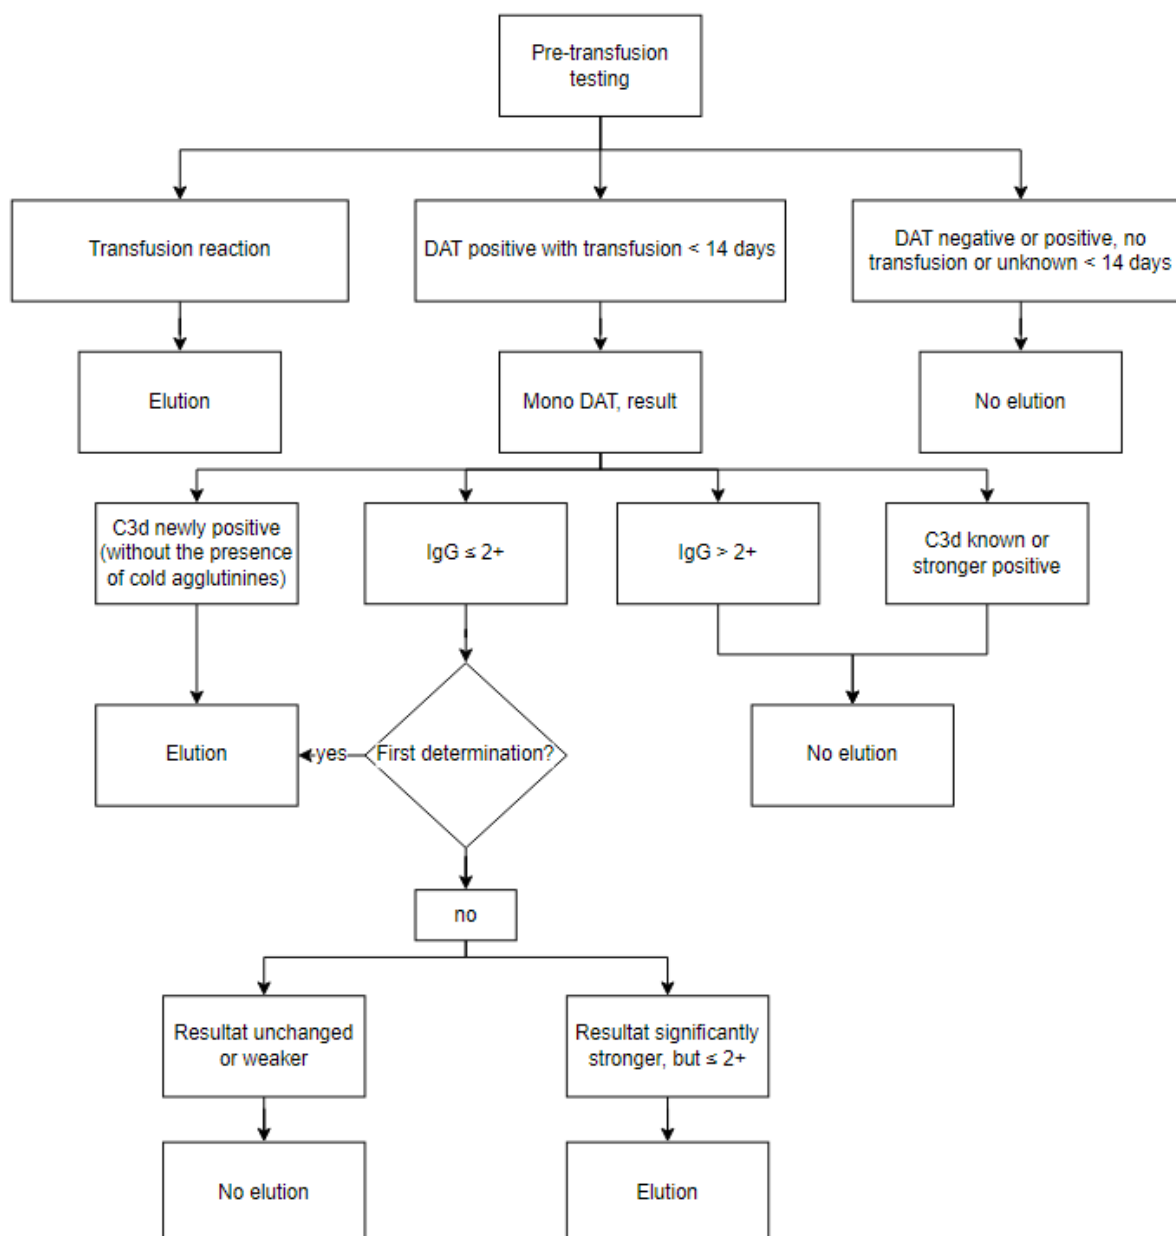 Pre-transfusion
testing
Transfusion reaction
DAT positive with transfusion < 14 days
DAT negative or positive, no
transfusion or unknown < 14 days
Elution
Mono DAT, result
No elution
C3d newly positive
(without the presence
of cold agglutinines)
IgG ≤ 2+
IgG > 2+
C3d known or
stronger positive
Elution
yes
First determination?
No elution
no
Resultat unchanged
or weaker
Resultat significantly
stronger, but ≤ 2+
No elution
Elution